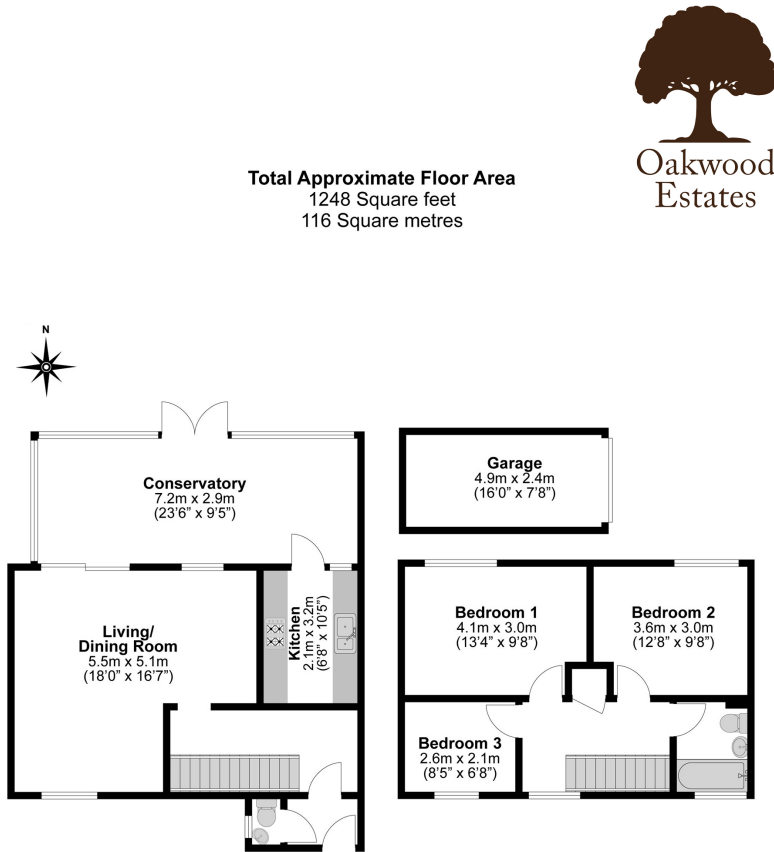 Oakwood
Estates
Total Approximate Floor Area
1248 Square feet
116 Square metres
N
Conservatory
7.2m x 2.9m
(23'6” x 9'5”)
Garage
4.9m x 2.4m
(16'0” x 7'8”)
Living/
Dining Room
5.5m x 5.1m
(18'0” x 16'7”)
Kitchen
2.1m x 3.2m
(6'8” x 10'5”)
Bedroom 1
4.1m x 3.0m
(13'4” x 9'8”)
Bedroom 2
3.6m x 3.0m
(12'8” x 9'8”)
Bedroom 3
2.6m x 2.1m
(8'5” x 6'8”)